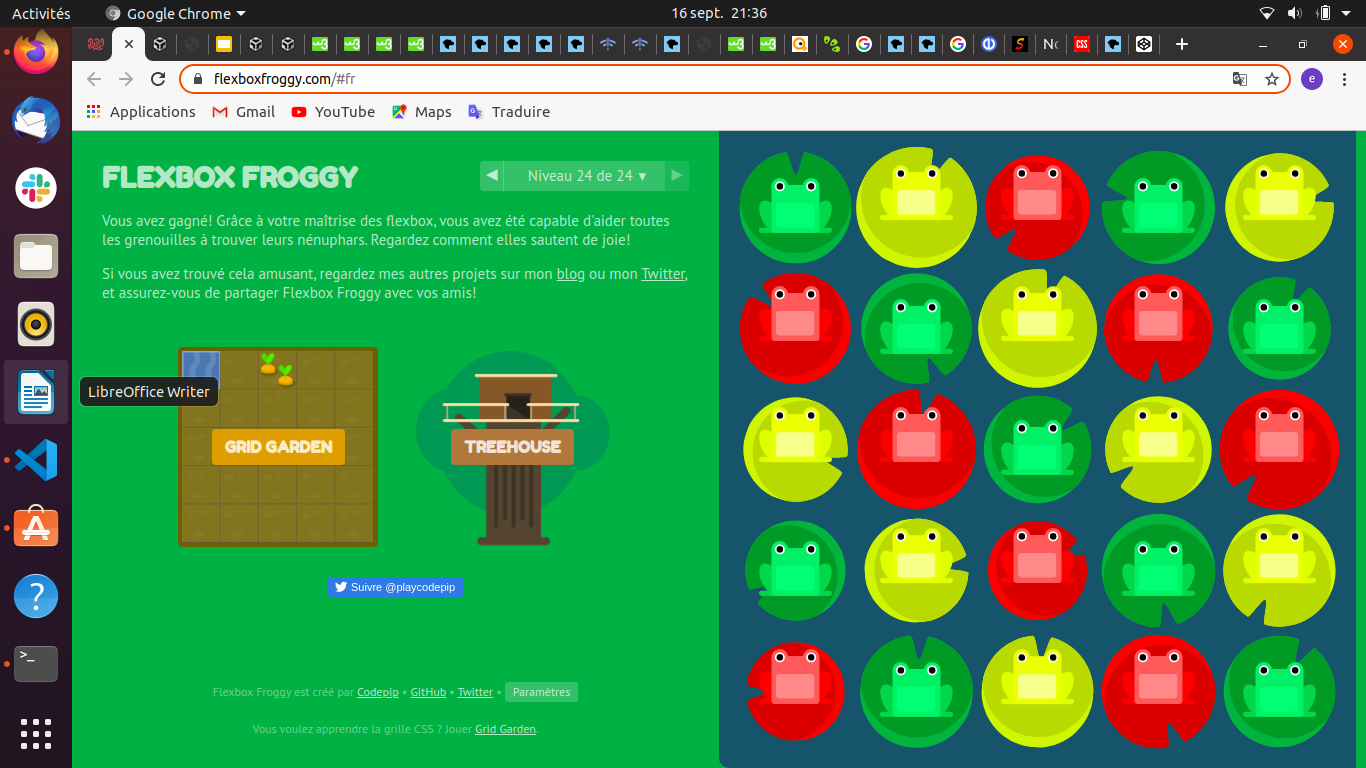 Activités
Google Chrome
16 sept. 21:36
flexboxfroggy.com/#fr
e
Applications
Gmail
YouTube
Maps
Traduire
FLEXBOX FROGGY
Niveau 24 de 24
Vous avez gagné! Grâce à votre maîtrise des flexbox, vous avez été capable d'aider toutes
les grenouilles à trouver leurs nénuphars. Regardez comment elles sautent de joie!
Si vous avez trouvé cela amusant, regardez mes autres projets sur mon blog ou mon Twitter,
et assurez-vous de partager Flexbox Froggy avec vos amis!
LibreOffice Writer
GRID GARDEN
TREEHOUSE
Suivre @playcodepip
Flexbox Froggy est créé par Codepip • GitHub • Twitter • Paramètres
Vous voulez apprendre la grille CSS ? Jouer Grid Garden.